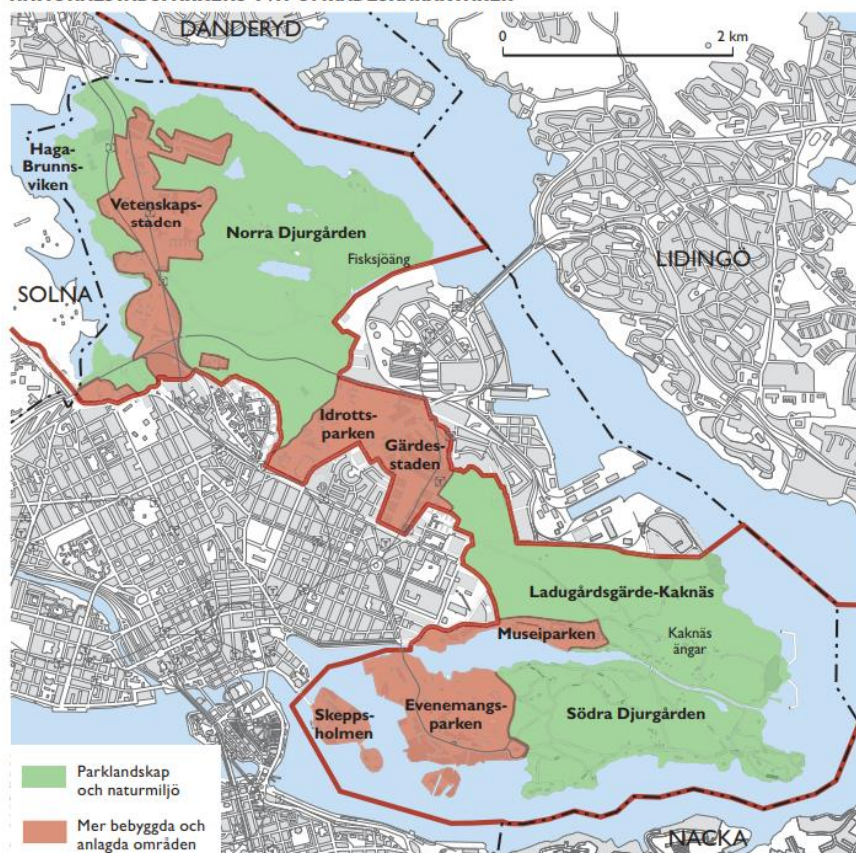 DANDERYD
0 2 km
Haga-
Brunns-
viken
Vetenskaps-
staden
Norra Djurgården
Fisksjöäng
LIDINGÖ
SOLNA
Idrotts-
parken
Gärdes-
staden
Ladugårdsgärde-Kaknäs
Museiparken
Kaknäs
ängar
Skepps-
holmen
Evenemangs-
parken
Södra Djurgården
Parklandskap
och naturmiljö
Mer bebyggda och
anlagda områden
NACKA